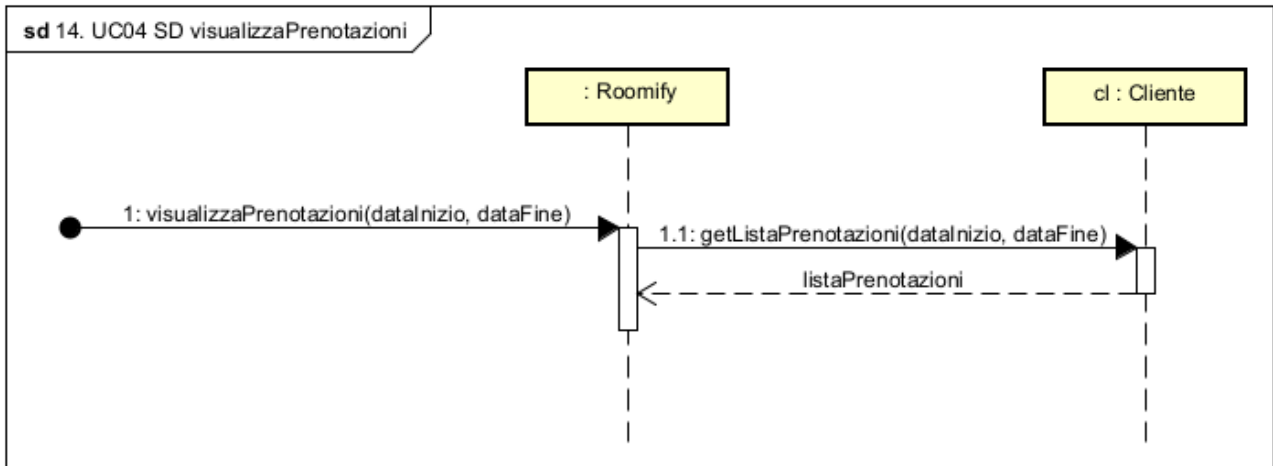 sd 14. UC04 SD visualizzaPrenotazioni
: Roomify
cl : Cliente
1: visualizzaPrenotazioni(dataInizio, dataFine)
1.1: getListaPrenotazioni(dataInizio, dataFine)
listaPrenotazioni